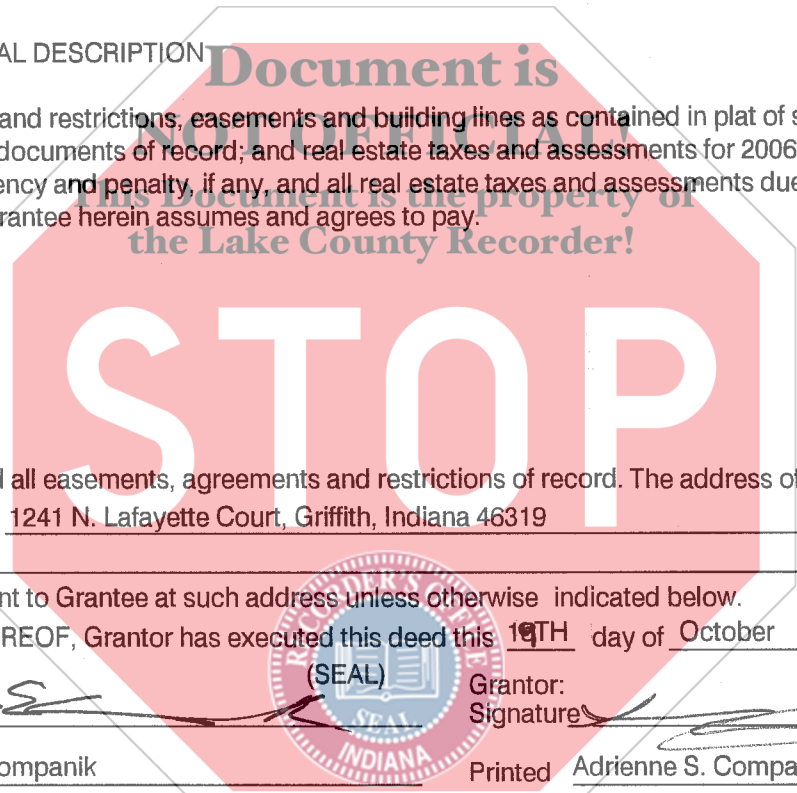 AL DESCRIPTION
Document is
and restrictions, easements and building lines as contained in plat of s
NOT OFFICIAL!
documents of record; and real estate taxes and assessments for 2006
ency and penalty, if any, and all real estate taxes and assessments due
This Document is the property of
rantee herein assumes and agrees to pay.
the Lake County Recorder!
STOP
all easements, agreements and restrictions of record. The address of
1241 N. Lafayette Court, Griffith, Indiana 46319
nt to Grantee at such address unless otherwise indicated below.
REOF, Grantor has executed this deed this 19TH day of October
(SEAL)
RECORDER'S OFFICE
SEAL
INDIANA
Grantor:
Signature
ompanik
Printed Adrienne S. Compa